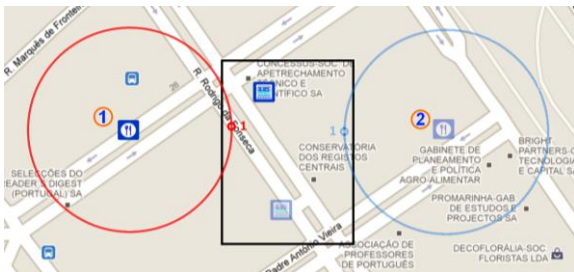 R. Marquês de Fronteira
CONCESSUS-SOC DE
APETRECHAMENTO
TÉCNICO E
CIENTÍFICO SA
26
R. Rodrigo da Fonseca
1
1
1
2
CONSERVATÓRIA
DOS REGISTOS
CENTRAIS
GABINETE DE
PLANEAMENTO
E POLÍTICA
AGRO-ALIMENTAR
BRIGHT
PARTNERS-C
TECNOLOGIA
E CAPITAL SA
SELECÇÕES DO
READER'S DIGEST
(PORTUGAL) SA
PROMARINHA-GAB
DE ESTUDOS E
PROJECTOS SA
Padre António Vieira
ASSOCIAÇÃO DE
PROFESSORES
DE PORTUGUÊS
DECOFLORÁLIA-SOC
FLORISTAS LDA